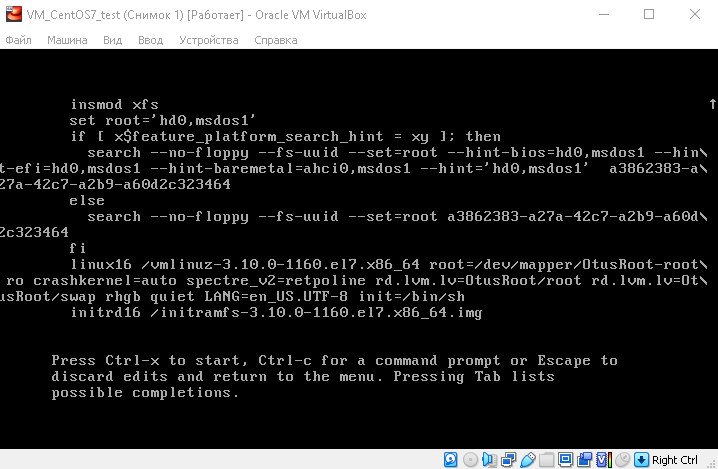 VM_CentOS7_test (Снимок 1) [Работает] - Oracle VM VirtualBox
Файл Машина Вид Ввод Устройства Справка
insmod xfs
set root='hd0,msdos1'
if [ x$feature_platform_search_hint = xy ]; then
search --no-floppy --fs-uuid --set=root --hint-bios=hd0,msdos1 --hin\
t-efi=hd0,msdos1 --hint-baremetal=ahci0,msdos1 --hint='hd0,msdos1'  a3862383-a\
27a-42c7-a2b9-a60d2c323464
else
search --no-floppy --fs-uuid --set=root a3862383-a27a-42c7-a2b9-a60d\
2c323464
fi
linux16 /vmlinuz-3.10.0-1160.el7.x86_64 root=/dev/mapper/OtusRoot-root\
ro crashkernel=auto spectre_v2=retpoline rd.lvm.lv=OtusRoot/root rd.lvm.lv=Ot\
usRoot/swap rhgb quiet LANG=en_US.UTF-8 init=/bin/sh
initrd16 /initramfs-3.10.0-1160.el7.x86_64.img
Press Ctrl-x to start, Ctrl-c for a command prompt or Escape to
discard edits and return to the menu. Pressing Tab lists
possible completions.
Right Ctrl